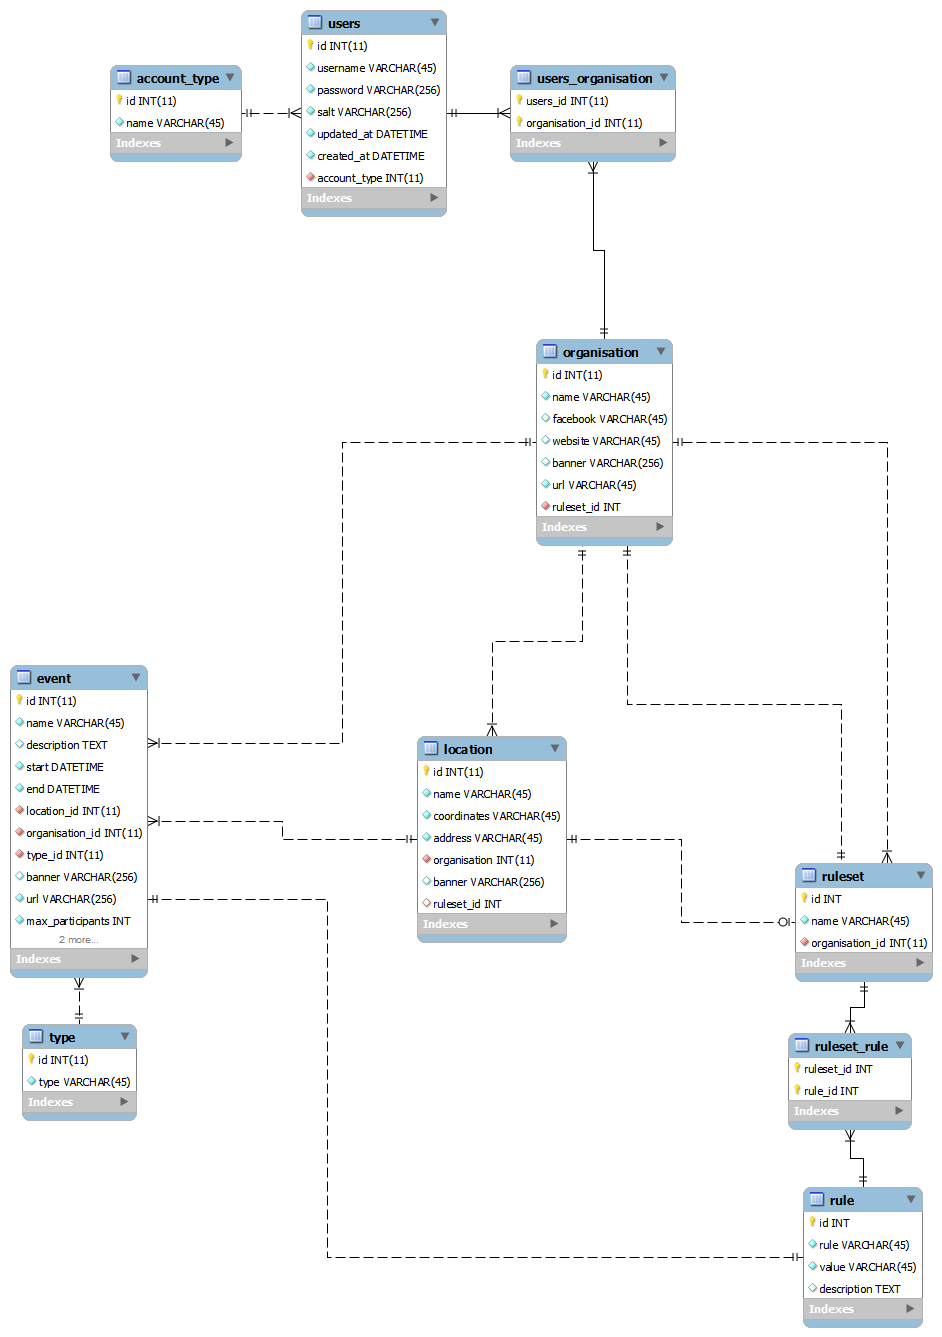 users
id INT(11)
username VARCHAR(45)
password VARCHAR(256)
salt VARCHAR(256)
updated_at DATETIME
created_at DATETIME
account_type INT(11)
Indexes
account_type
id INT(11)
name VARCHAR(45)
Indexes
users_organisation
users_id INT(11)
organisation_id INT(11)
Indexes
organisation
id INT(11)
name VARCHAR(45)
facebook VARCHAR(45)
website VARCHAR(45)
banner VARCHAR(256)
url VARCHAR(45)
ruleset_id INT
Indexes
event
id INT(11)
name VARCHAR(45)
description TEXT
start DATETIME
end DATETIME
location_id INT(11)
organisation_id INT(11)
type_id INT(11)
banner VARCHAR(256)
url VARCHAR(256)
max_participants INT
2 more...
Indexes
location
id INT(11)
name VARCHAR(45)
coordinates VARCHAR(45)
address VARCHAR(45)
organisation INT(11)
banner VARCHAR(256)
ruleset_id INT
Indexes
ruleset
id INT
name VARCHAR(45)
organisation_id INT(11)
Indexes
type
id INT(11)
type VARCHAR(45)
Indexes
ruleset_rule
ruleset_id INT
rule_id INT
Indexes
rule
id INT
rule VARCHAR(45)
value VARCHAR(45)
description TEXT
Indexes